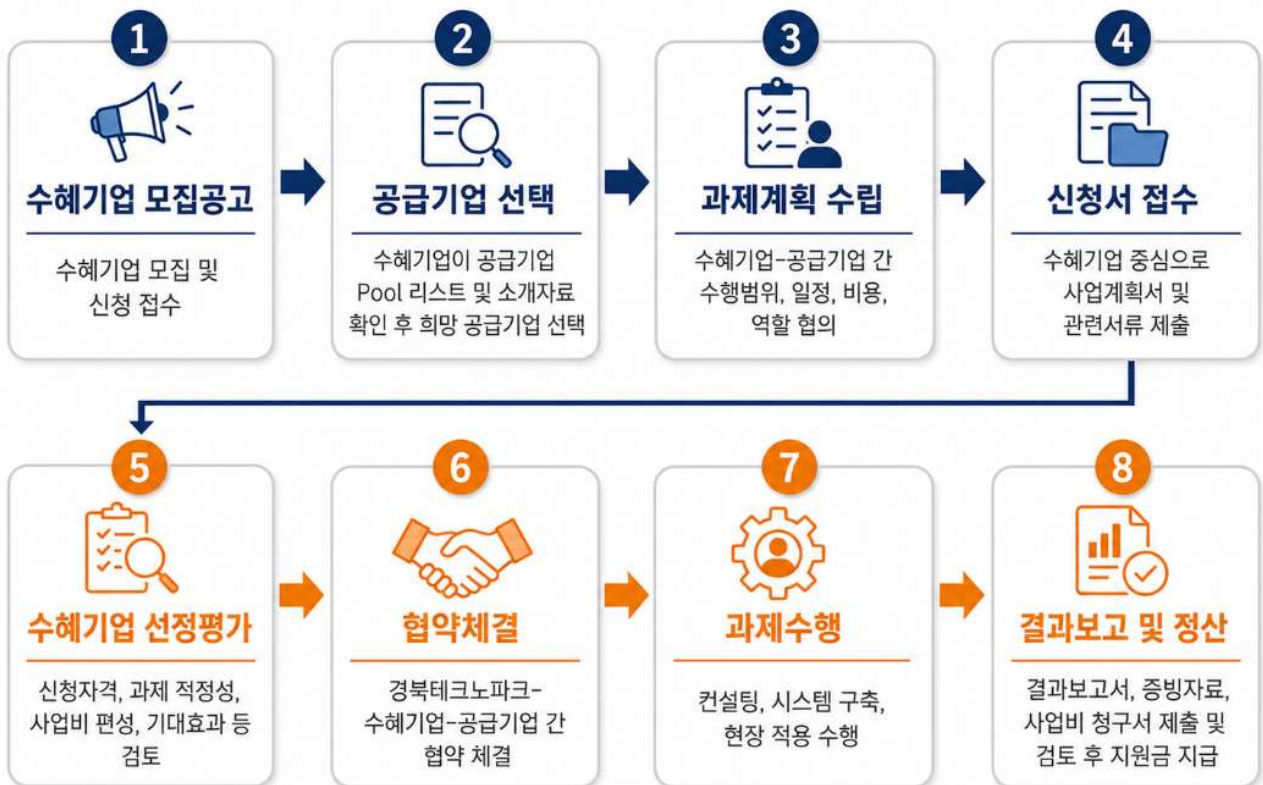 1
수혜기업 모집공고
수혜기업 모집 및
신청 접수
2
공급기업 선택
수혜기업이 공급기업
Pool 리스트 및 소개자료
확인 후 희망 공급기업 선택
3
과제계획 수립
수혜기업-공급기업 간
수행범위, 일정, 비용,
역할 협의
4
신청서 접수
수혜기업 중심으로
사업계획서 및
관련서류 제출
5
수혜기업 선정평가
신청자격, 과제 적정성,
사업비 편성, 기대효과 등
검토
6
협약체결
경북테크노파크-
수혜기업-공급기업 간
협약 체결
7
과제수행
컨설팅, 시스템 구축,
현장 적용 수행
8
결과보고 및 정산
결과보고서, 증빙자료,
사업비 청구서 제출 및
검토 후 지원금 지급